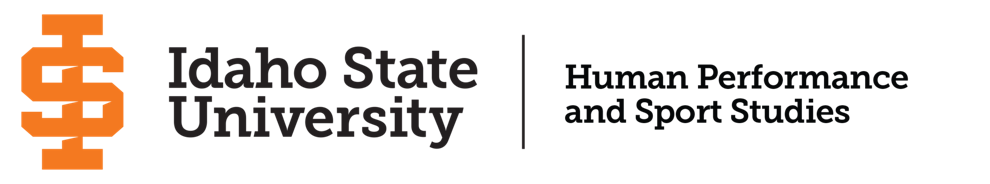 Idaho State
University
Human Performance
and Sport Studies